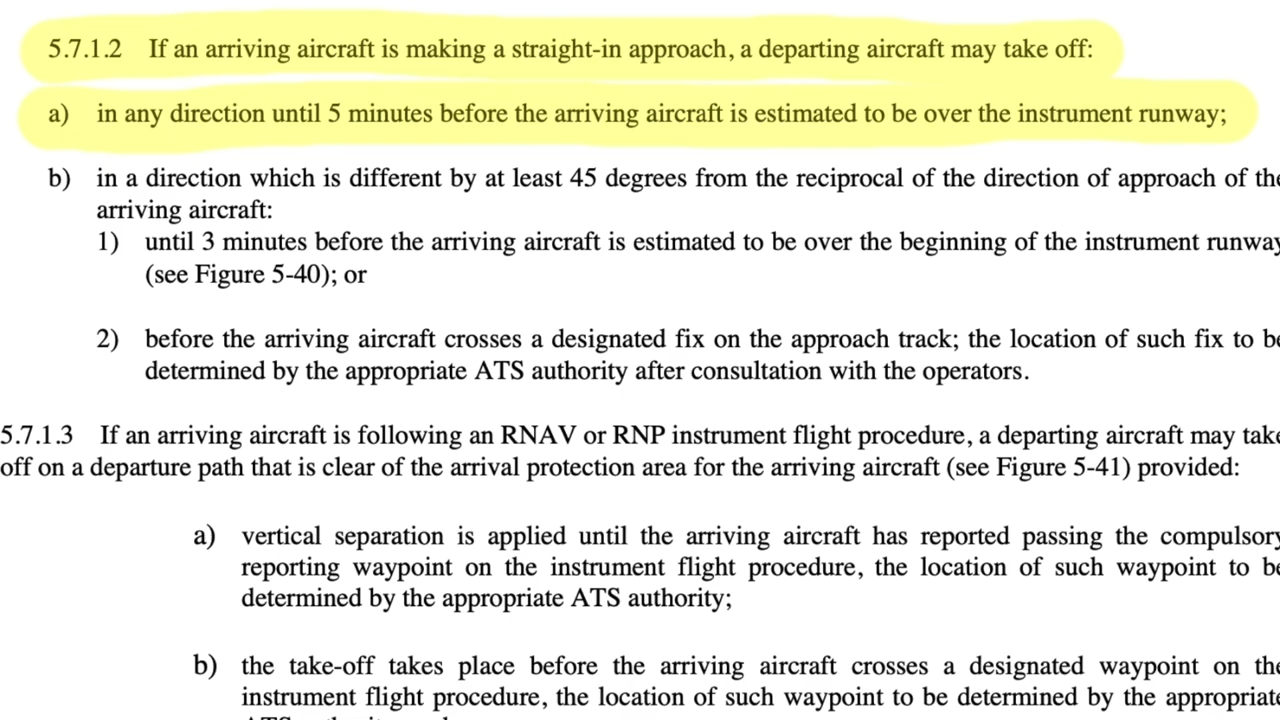 5.7.1.2 If an arriving aircraft is making a straight-in approach, a departing aircraft may take off:
a) in any direction until 5 minutes before the arriving aircraft is estimated to be over the instrument runway;
b) in a direction which is different by at least 45 degrees from the reciprocal of the direction of approach of the
arriving aircraft:
1) until 3 minutes before the arriving aircraft is estimated to be over the beginning of the instrument runway
(see Figure 5-40); or
2) before the arriving aircraft crosses a designated fix on the approach track; the location of such fix to be
determined by the appropriate ATS authority after consultation with the operators.
5.7.1.3 If an arriving aircraft is following an RNAV or RNP instrument flight procedure, a departing aircraft may take
off on a departure path that is clear of the arrival protection area for the arriving aircraft (see Figure 5-41) provided:
a) vertical separation is applied until the arriving aircraft has reported passing the compulsory
reporting waypoint on the instrument flight procedure, the location of such waypoint to be
determined by the appropriate ATS authority;
b) the take-off takes place before the arriving aircraft crosses a designated waypoint on the
instrument flight procedure, the location of such waypoint to be determined by the appropriate